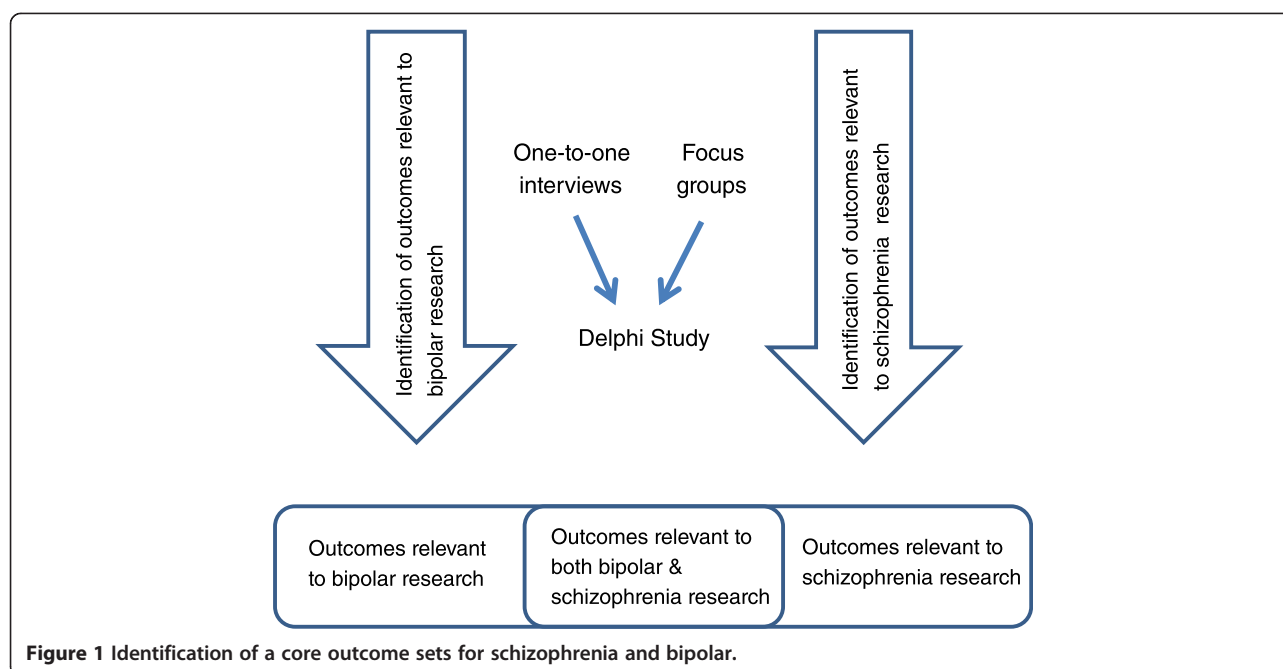 Identification of outcomes relevant to
bipolar research
One-to-one
interviews
Focus
groups
Delphi Study
Identification of outcomes relevant
to schizophrenia research
Outcomes relevant
to bipolar research
Outcomes relevant to
both bipolar &
schizophrenia research
Outcomes relevant to
schizophrenia research
Figure 1 Identification of a core outcome sets for schizophrenia and bipolar.